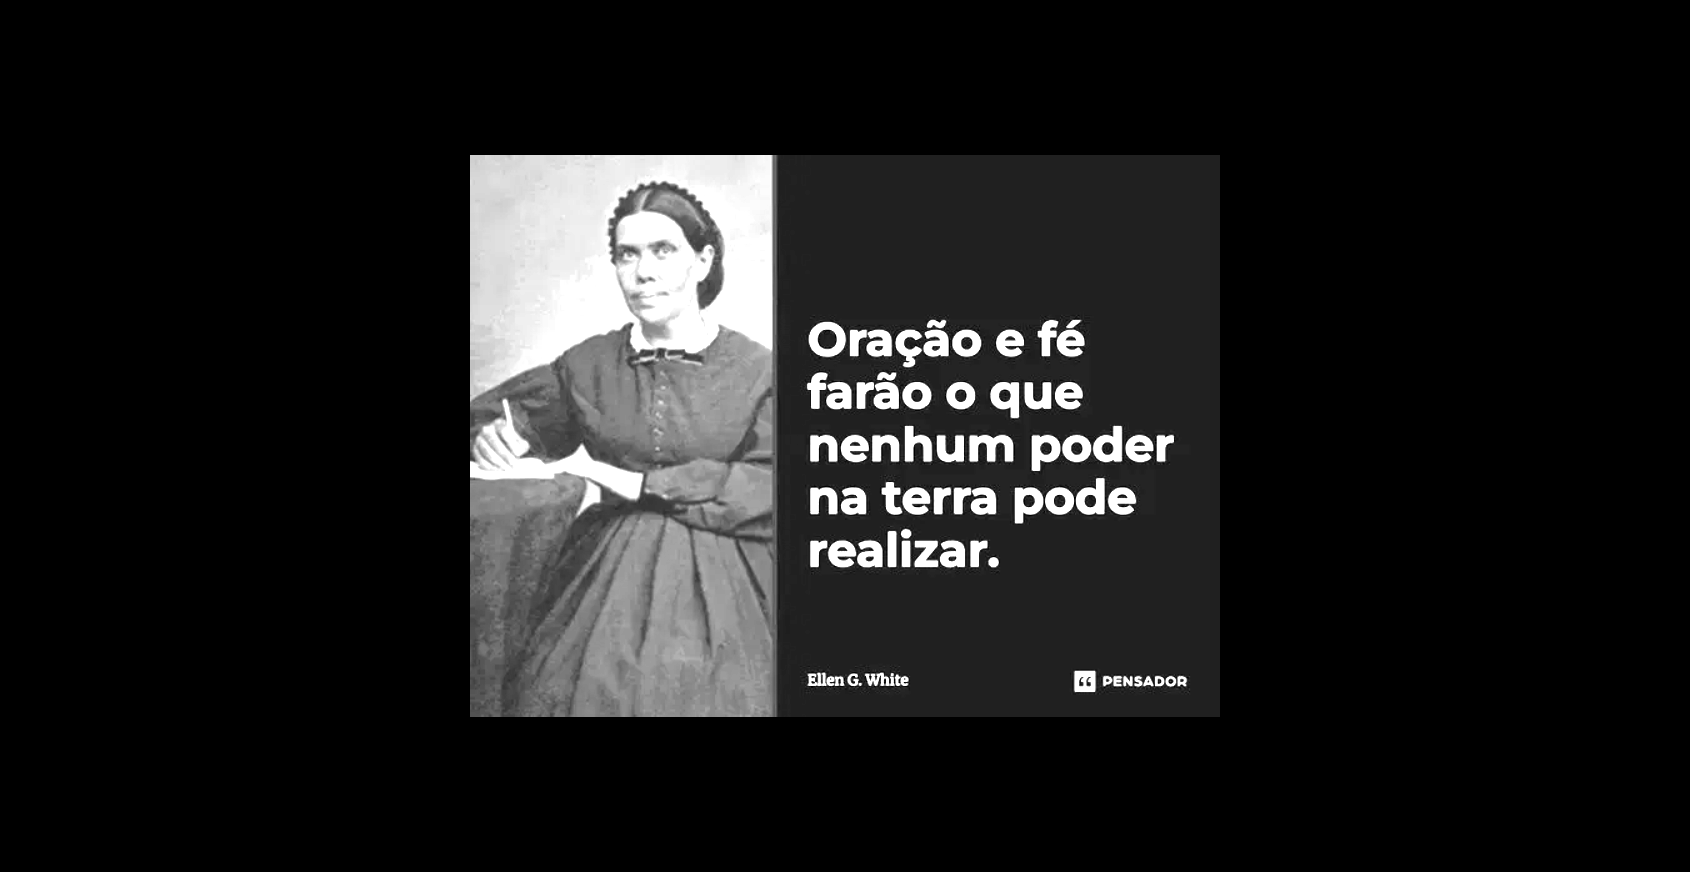 Oração e fé
farão o que
nenhum poder
na terra pode
realizar.
Ellen G. White
PENSADOR